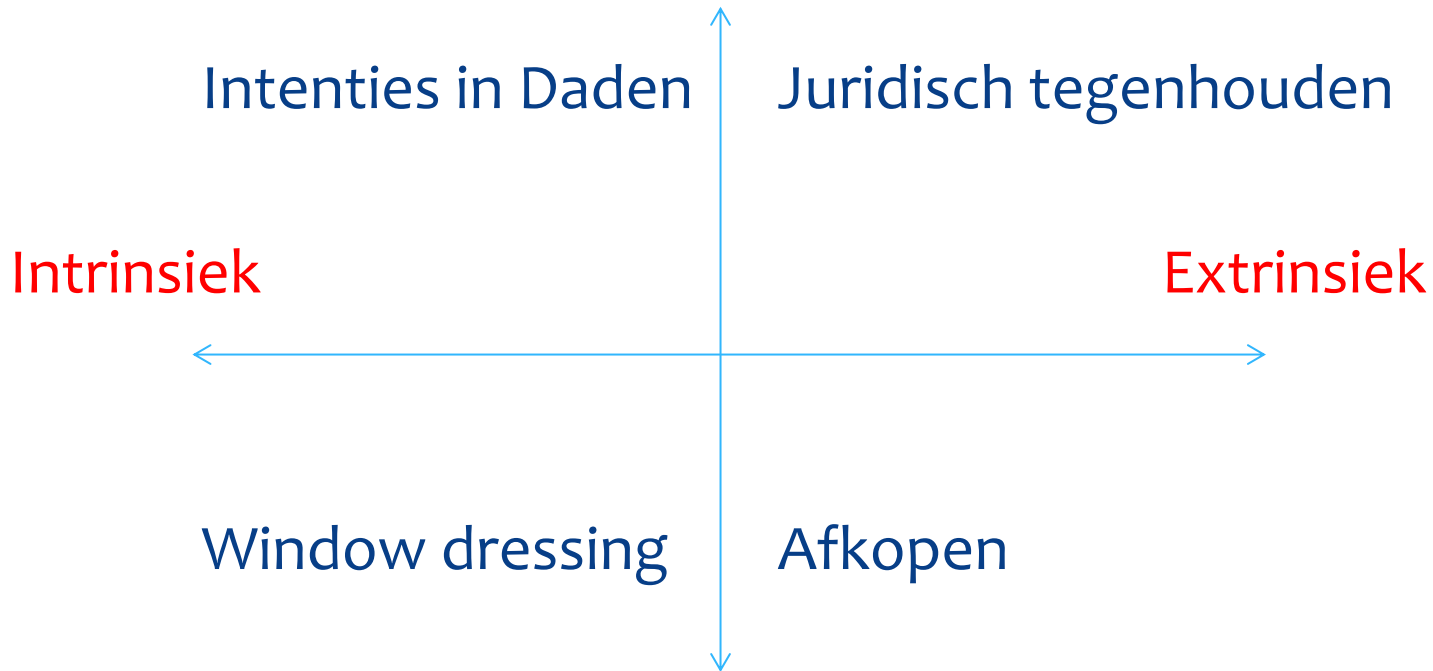 Intenties in Daden
Juridisch tegenhouden
Intrinsiek
Extrinsiek
Window dressing
Afkopen